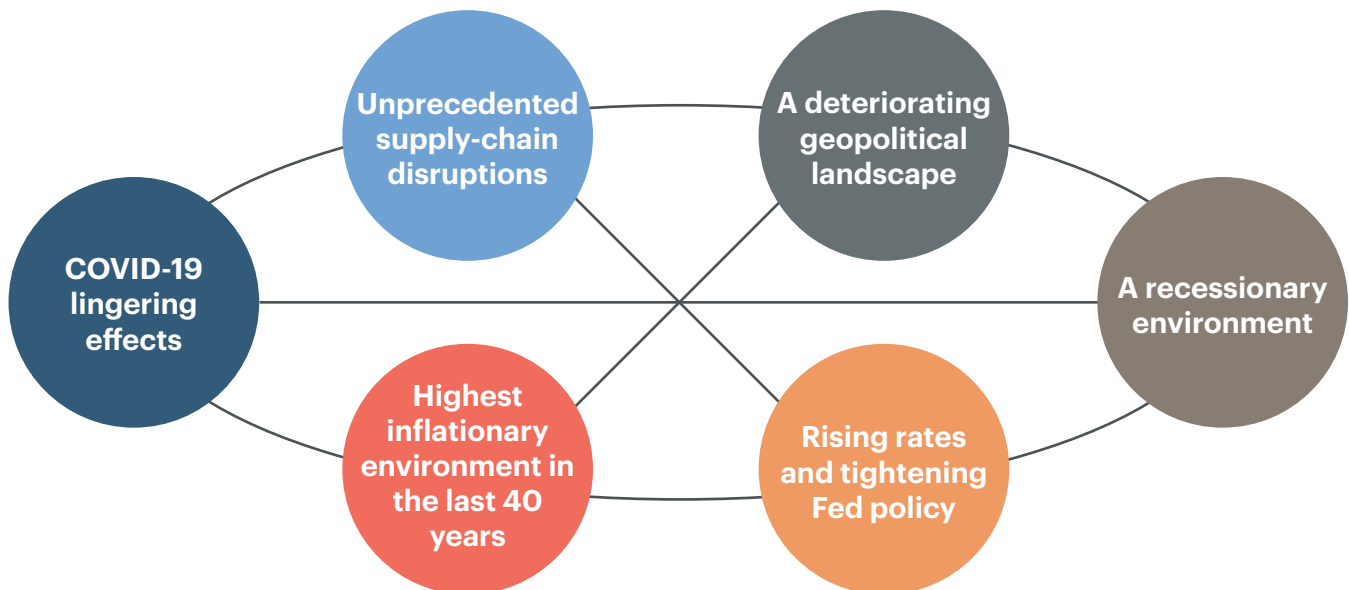 Unprecedented
supply-chain
disruptions
A deteriorating
geopolitical
landscape
COVID-19
lingering
effects
A recessionary
environment
Highest
inflationary
environment in
the last 40
years
Rising rates
and tightening
Fed policy